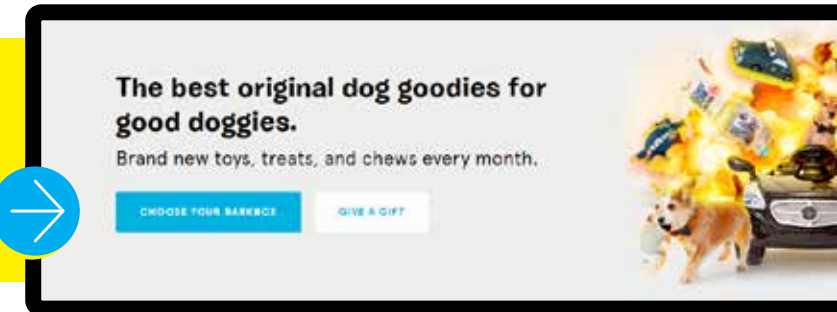 The best original dog goodies for
good doggies.
Brand new toys, treats, and chews every month.
CHOOSE YOUR BARKBOX
GIVE A GIFT